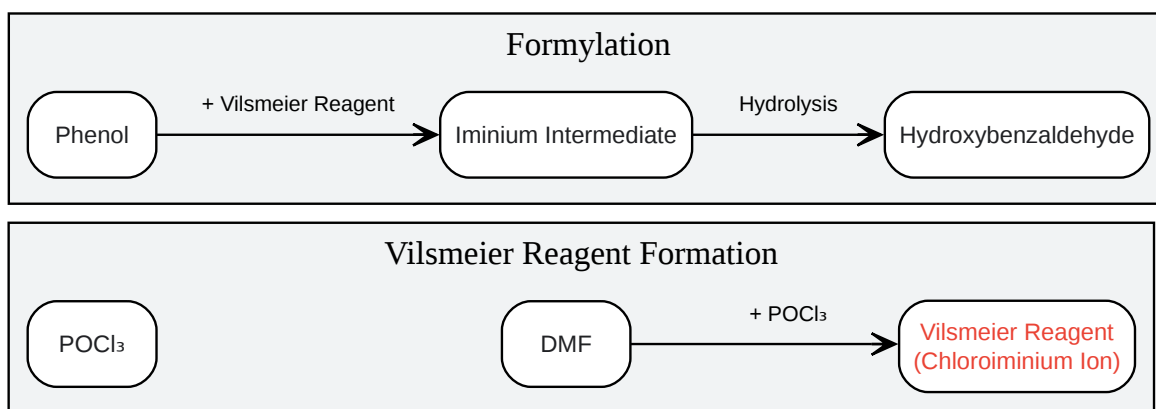 Formylation
+ Vilsmeier Reagent
Hydrolysis
Phenol
Iminium Intermediate
Hydroxybenzaldehyde
Vilsmeier Reagent Formation
+ POCl₃
POCl₃
DMF
Vilsmeier Reagent
(Chloroiminium Ion)